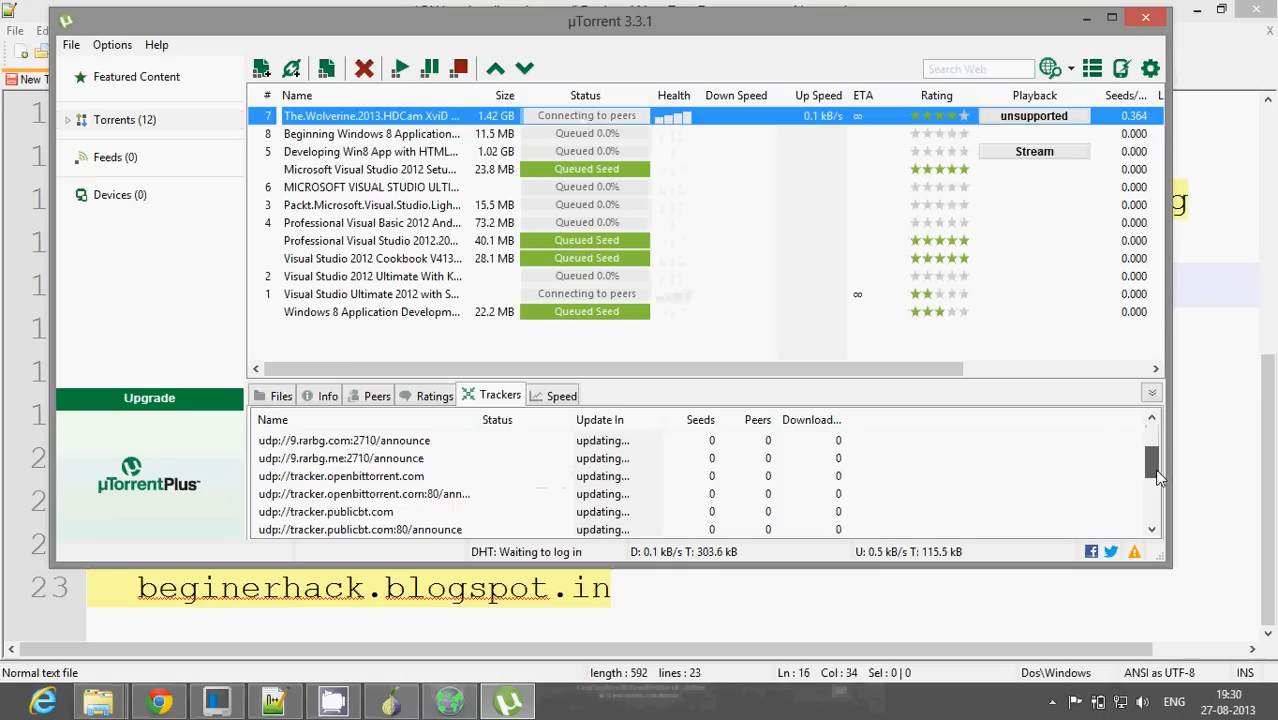 µTorrent 3.3.1
File Options Help
File
New T
Featured Content
Torrents (12)
Feeds (0)
Devices (0)
Upgrade
µTorrentPlus
Search Web
# Name Size Status Health Down Speed Up Speed ETA Rating Playback Seeds/... L
7 The.Wolverine.2013.HDCam XviD ... 1.42 GB Connecting to peers 0.1 kB/s ∞ unsupported 0.364
8 Beginning Windows 8 Application... 11.5 MB Queued 0.0% 0.000
5 Developing Win8 App with HTML... 1.02 GB Queued 0.0% Stream 0.000
Microsoft Visual Studio 2012 Setu... 23.8 MB Queued Seed 0.000
6 MICROSOFT VISUAL STUDIO ULTI... Queued 0.0% 0.000
3 Packt.Microsoft.Visual.Studio.Ligh... 15.5 MB Queued 0.0% 0.000
4 Professional Visual Basic 2012 And... 73.2 MB Queued 0.0% 0.000
Professional Visual Studio 2012.20... 40.1 MB Queued Seed 0.000
Visual Studio 2012 Cookbook V413... 28.1 MB Queued Seed 0.000
2 Visual Studio 2012 Ultimate With K... Queued 0.0% 0.000
1 Visual Studio Ultimate 2012 with S... Connecting to peers ∞ 0.000
Windows 8 Application Developm... 22.2 MB Queued Seed 0.000
Files Info Peers Ratings Trackers Speed
Name Status Update In Seeds Peers Download...
udp://9.rarbg.com:2710/announce updating... 0 0 0
udp://9.rarbg.me:2710/announce updating... 0 0 0
udp://tracker.openbittorrent.com updating... 0 0 0
udp://tracker.openbittorrent.com:80/ann... updating... 0 0 0
udp://tracker.publicbt.com updating... 0 0 0
udp://tracker.publicbt.com:80/announce updating... 0 0 0
DHT: Waiting to log in D: 0.1 kB/s T: 303.6 kB U: 0.5 kB/s T: 115.5 kB
23 beginerhack.blogspot.in
Normal text file length : 592 lines : 23 Ln : 16 Col : 34 Sel : 0 | 0 Dos\Windows ANSI as UTF-8 INS
ENG
19:30
27-08-2013